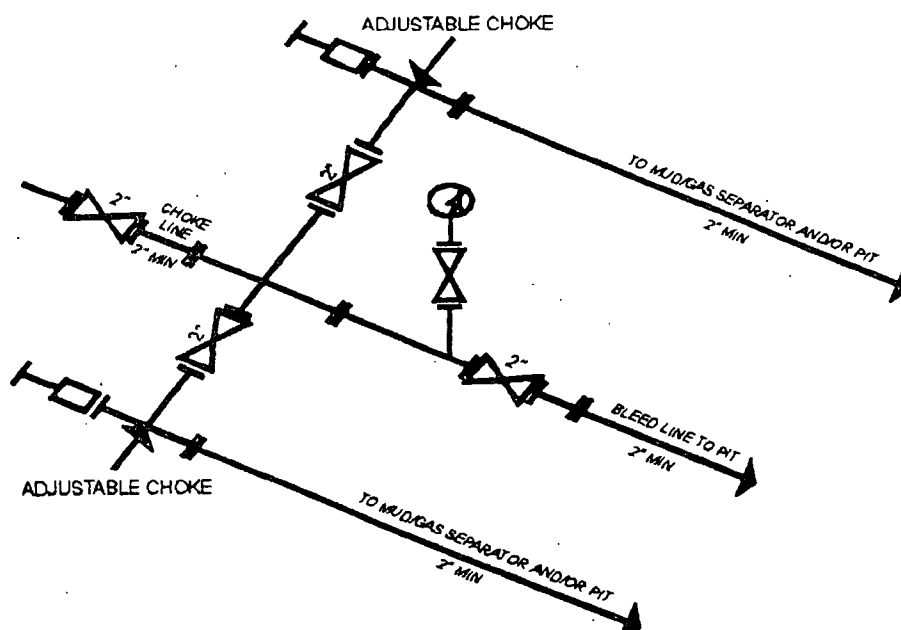 ADJUSTABLE CHOKE
TO MUD/GAS SEPARATOR AND/OR PIT
2" MIN
2"
2"
CHOKE
LINE
2" MIN
2"
2"
BLEED LINE TO PIT
2" MIN
ADJUSTABLE CHOKE
TO MUD/GAS SEPARATOR AND/OR PIT
2" MIN